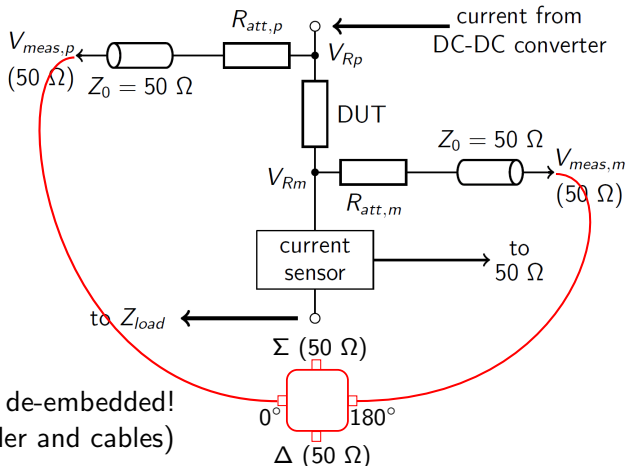 current from
DC-DC converter
R_att,p
V_meas,p
(50 Ω)
Z_0 = 50 Ω
V_Rp
DUT
Z_0 = 50 Ω
V_Rm
V_meas,m
(50 Ω)
R_att,m
current
sensor
to
50 Ω
to Z_load
Σ (50 Ω)
de-embedded!
0°
180°
ler and cables)
Δ (50 Ω)